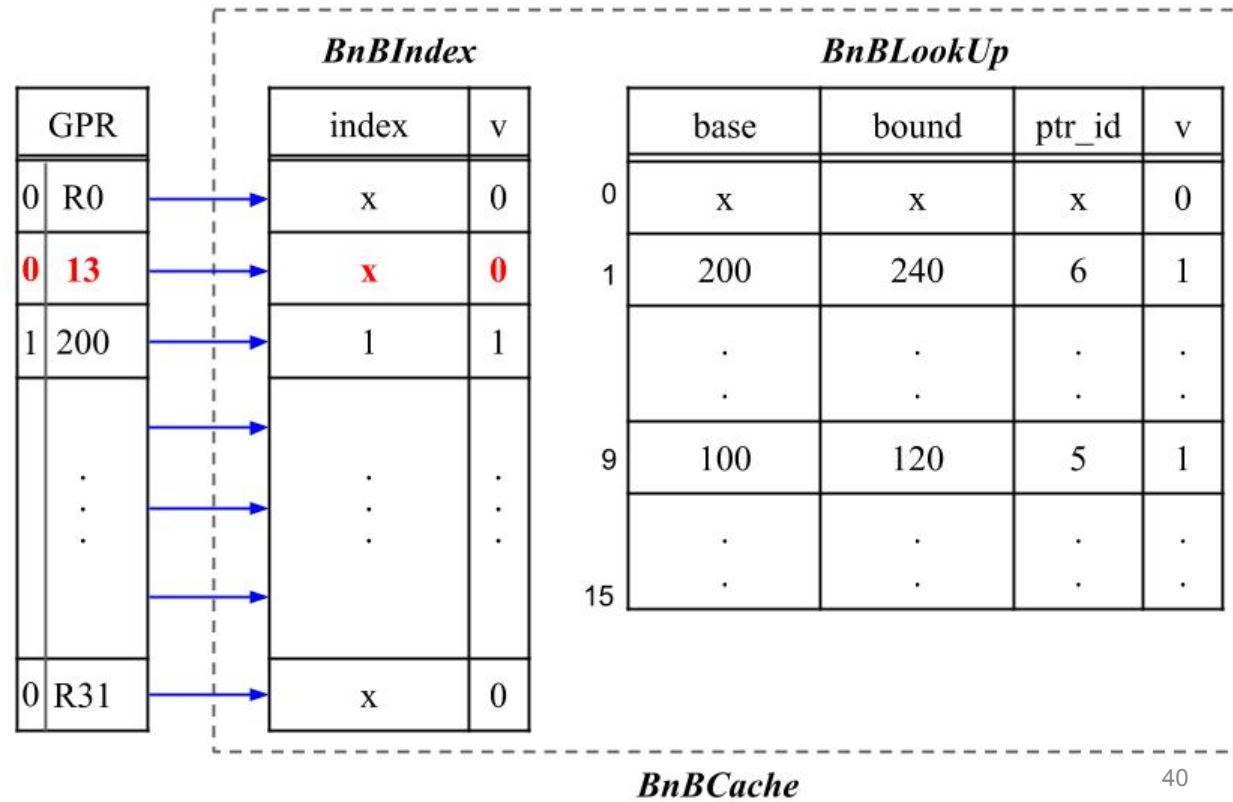 BnBIndex BnBLookUp
GPR index v base bound ptr_id v
0 R0 x 0 0 x x x 0
0 13 x 0 1 200 240 6 1
1 200 1 1
9 100 120 5 1
15
0 R31 x 0
BnBCache
40